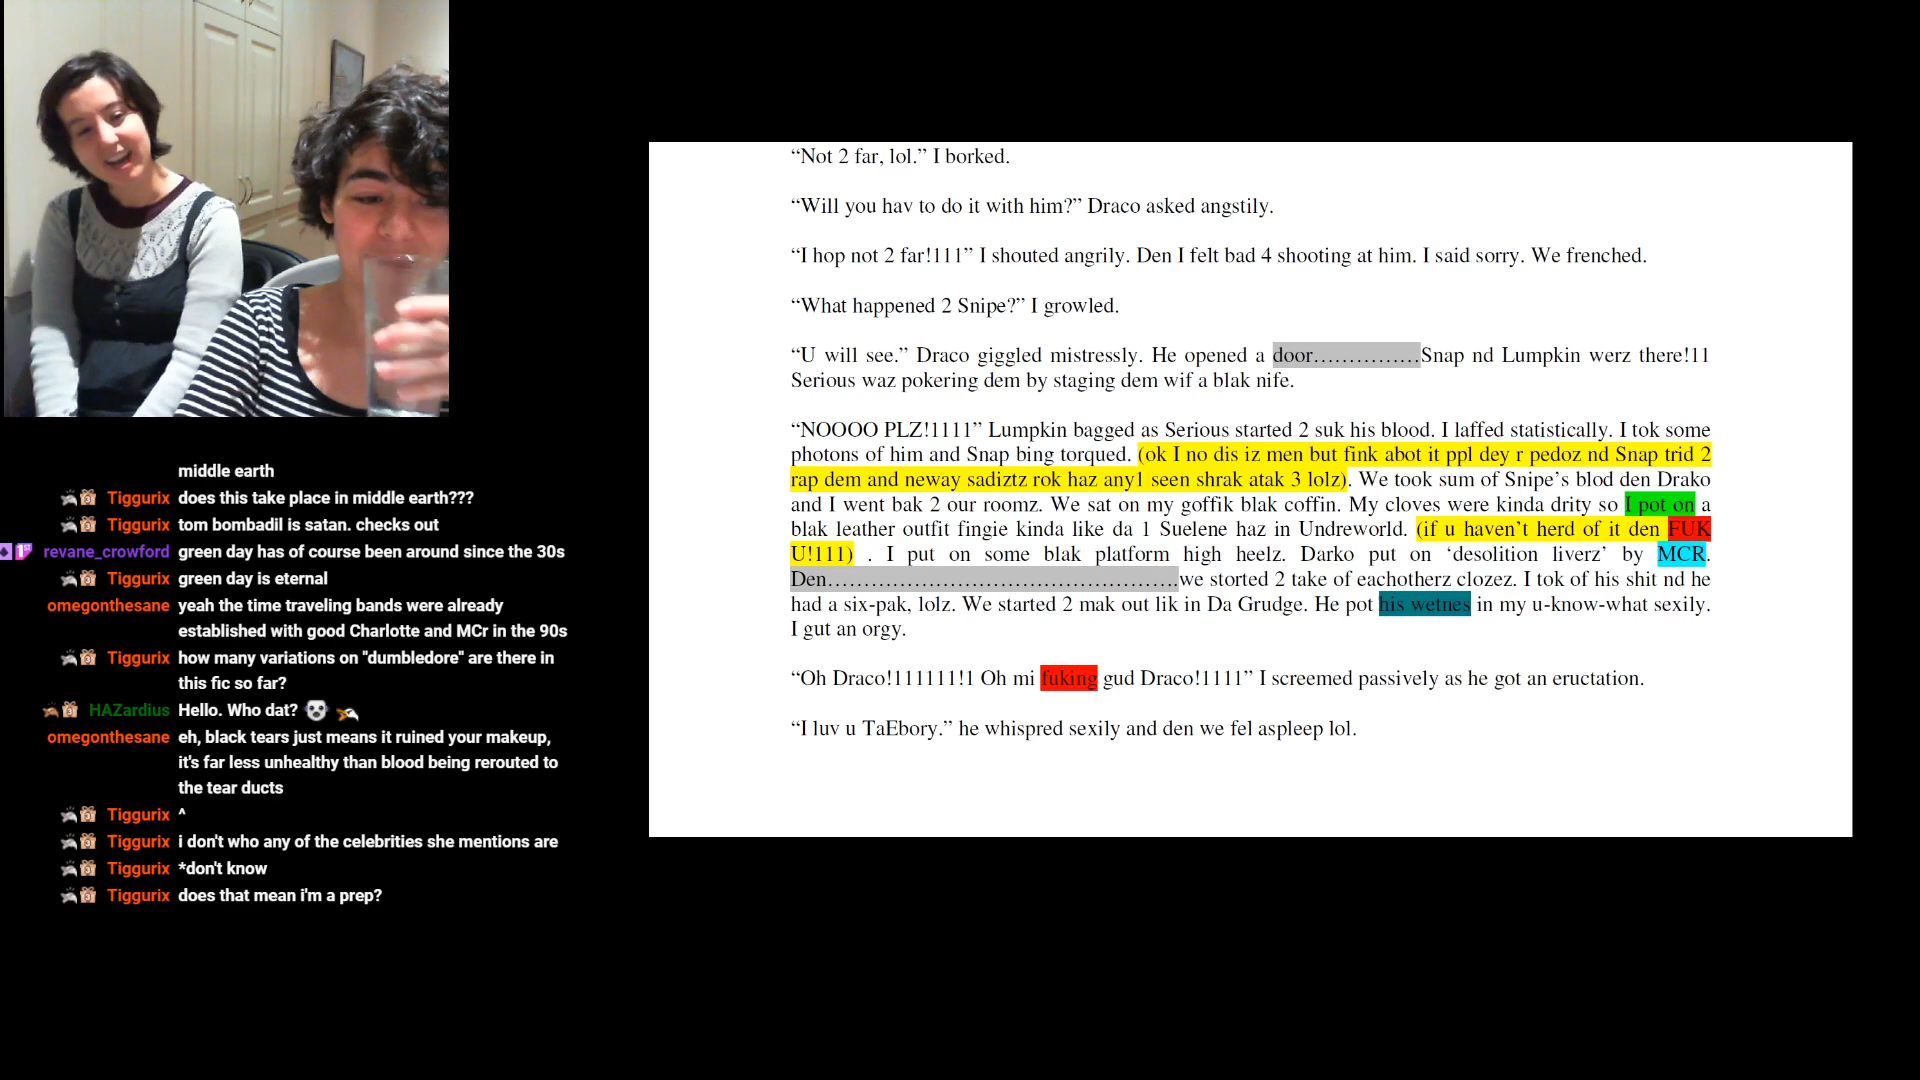 middle earth
Tiggurix does this take place in middle earth???
Tiggurix tom bombadil is satan. checks out
revane_crowford green day has of course been around since the 30s
Tiggurix green day is eternal
omegonthesane yeah the time traveling bands were already
established with good Charlotte and MCr in the 90s
Tiggurix how many variations on "dumbledore" are there in
this fic so far?
HAZardius Hello. Who dat?
omegonthesane eh, black tears just means it ruined your makeup,
it's far less unhealthy than blood being rerouted to
the tear ducts
Tiggurix ^
Tiggurix i don't who any of the celebrities she mentions are
Tiggurix *don't know
Tiggurix does that mean i'm a prep?
“Not 2 far, lol.” I borked.
“Will you hav to do it with him?” Draco asked angstily.
“I hop not 2 far!111” I shouted angrily. Den I felt bad 4 shooting at him. I said sorry. We frenched.
“What happened 2 Snipe?” I growled.
“U will see.” Draco giggled mistressly. He opened a door……………Snap nd Lumpkin werz there!11
Serious waz pokering dem by staging dem wif a blak nife.
“NOOOO PLZ!1111” Lumpkin bagged as Serious started 2 suk his blood. I laffed statistically. I tok some
photons of him and Snap bing torqued. (ok I no dis iz men but fink abot it ppl dey r pedoz nd Snap trid 2
rap dem and neway sadiztz rok haz any1 seen shrak atak 3 lolz). We took sum of Snipe’s blod den Drako
and I went bak 2 our roomz. We sat on my goffik blak coffin. My cloves were kinda drity so I pot on a
blak leather outfit fingie kinda like da 1 Suelene haz in Undreworld. (if u haven’t herd of it den FUK
U!111) . I put on some blak platform high heelz. Darko put on ‘desolition liverz’ by MCR.
Den…………………………………………we storted 2 take of eachotherz clozez. I tok of his shit nd he
had a six-pak, lolz. We started 2 mak out lik in Da Grudge. He pot his wetnes in my u-know-what sexily.
I gut an orgy.
“Oh Draco!111111!1 Oh mi fuking gud Draco!1111” I screemed passively as he got an eructation.
“I luv u TaEbory.” he whispred sexily and den we fel aspleep lol.